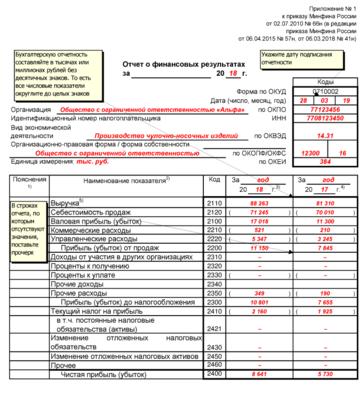 Приложение № 1
к приказу Минфина России
от 02.07.2010 № 66н (в редакции
приказа Минфина России
от 06.04.2015 № 57н, от 06.03.2018 № 41н)
Бухгалтерскую отчетность
составляйте в тысячах или
миллионах рублей без
десятичных знаков. То есть
все числовые показатели
округлите до целых знаков
Укажите дату подписания
отчетности
Отчет о финансовых результатах
за 20 18 г.
Коды
Форма по ОКУД 0710002
Дата (число, месяц, год) 28 03 19
Организация Общество с ограниченной ответственностью «Альфа» по ОКПО 77123456
Идентификационный номер налогоплательщика ИНН 7708123450
Вид экономической
деятельности Производство чулочно-носочных изделий по ОКВЭД 14.31
Организационно-правовая форма / форма собственности
Общество с ограниченной ответственностью по ОКОПФ/ОКФС 12300 16
Единица измерения: тыс. руб. по ОКЕИ 384
Пояснения 1) Наименование показателя 2) Код За год 20 18 г. 3) За год 20 17 г. 4)
В строках
отчета, по
которым
отсутствуют
значения,
поставьте
прочерк
Выручка 5) 2110 88 263 81 310
Себестоимость продаж 2120 ( 71 245 ) ( 70 010 )
Валовая прибыль (убыток) 2100 17 018 11 300
Коммерческие расходы 2210 ( 521 ) ( 210 )
Управленческие расходы 2220 ( 5 347 ) ( 3 245 )
Прибыль (убыток) от продаж 2200 11 150 7 845
Доходы от участия в других организациях 2310 – –
Проценты к получению 2320 – –
Проценты к уплате 2330 ( – ) ( – )
Прочие доходы 2340 – –
Прочие расходы 2350 ( 349 ) ( 190 )
Прибыль (убыток) до налогообложения 2300 10 801 7 655
Текущий налог на прибыль 2410 ( 2 160 ) ( 1 925 )
в т.ч. постоянные налоговые
обязательства (активы) 2421 – –
Изменение отложенных налоговых
обязательств 2430 – –
Изменение отложенных налоговых активов 2450 – –
Прочее 2460 – –
Чистая прибыль (убыток) 2400 8 641 5 730